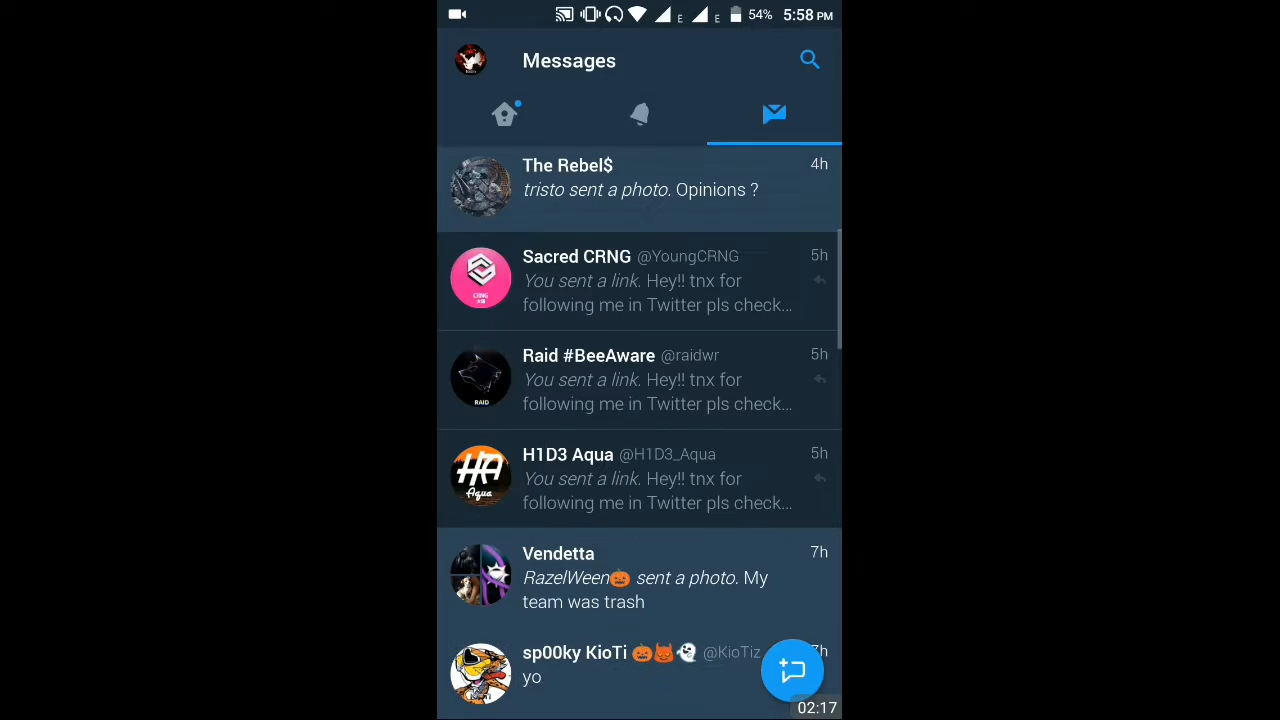 E E 54% 5:58 PM
Messages
The Rebel$ 4h
tristo sent a photo. Opinions ?
Sacred CRNG @YoungCRNG 5h
You sent a link. Hey!! tnx for
following me in Twitter pls check...
CRNG
Raid #BeeAware @raidwr 5h
You sent a link. Hey!! tnx for
following me in Twitter pls check...
RAID
H1D3 Aqua @H1D3_Aqua 5h
You sent a link. Hey!! tnx for
following me in Twitter pls check...
HA
Aqua
Vendetta 7h
RazelWeen🎃 sent a photo. My
team was trash
sp00ky KioTi 🎃👹👻 @KioTiz 7h
yo
02:17